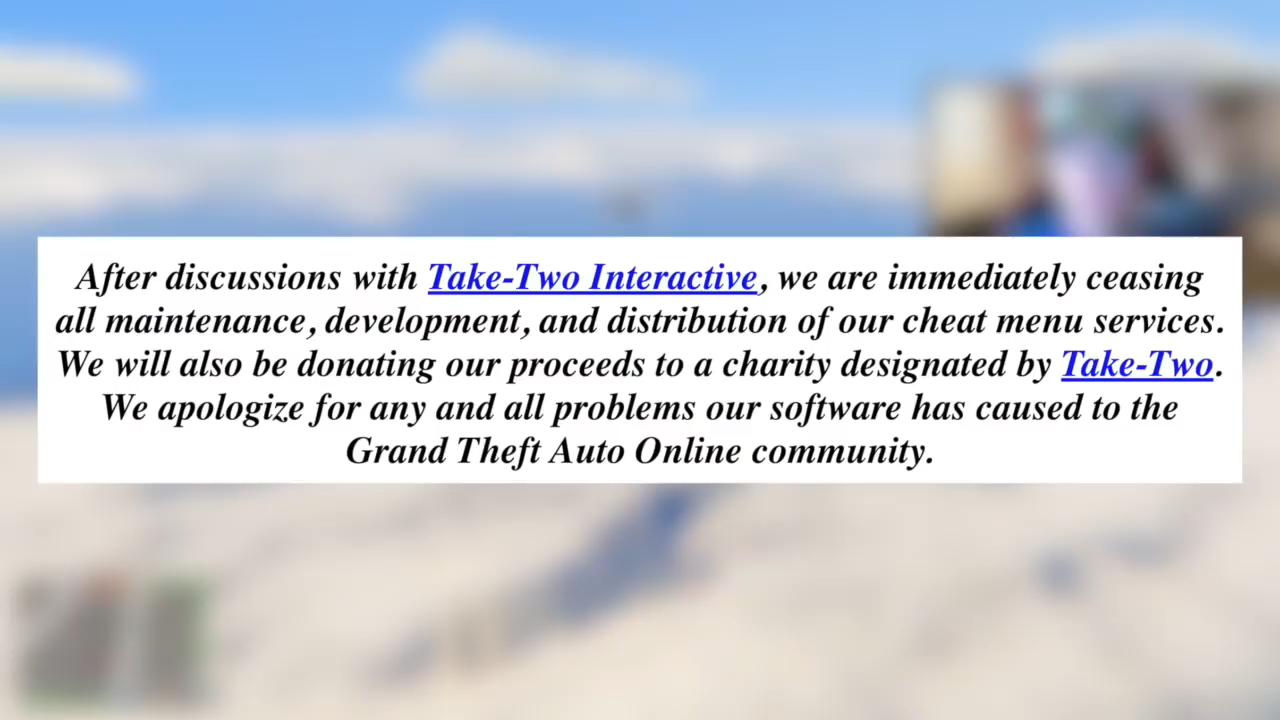 After discussions with Take-Two Interactive, we are immediately ceasing
all maintenance, development, and distribution of our cheat menu services.
We will also be donating our proceeds to a charity designated by Take-Two.
We apologize for any and all problems our software has caused to the
Grand Theft Auto Online community.